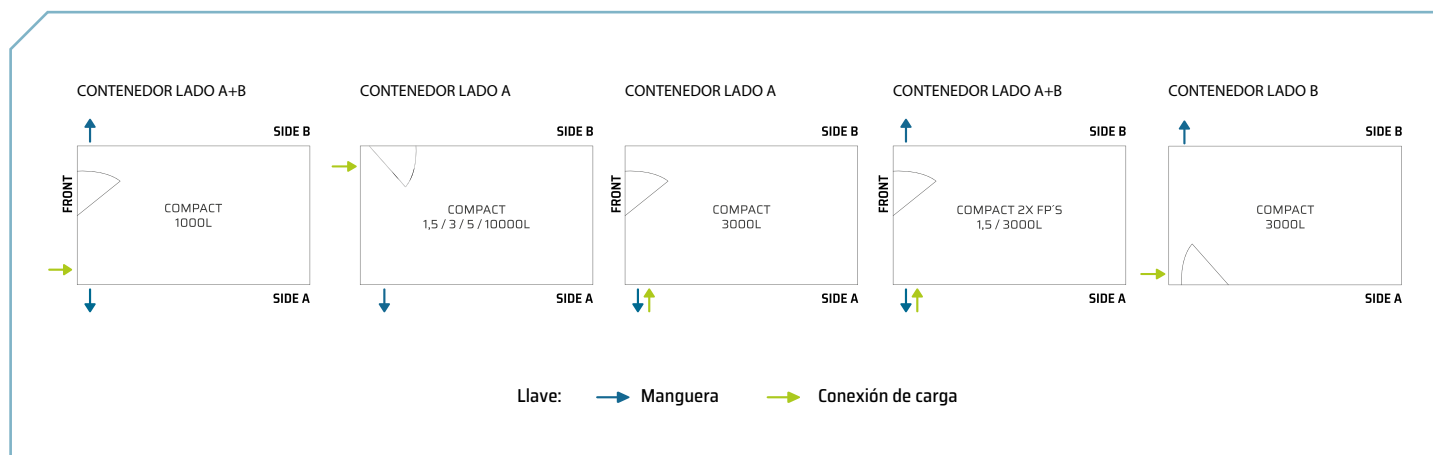 CONTENEDOR LADO A+B
SIDE B
FRONT
COMPACT
1000L
SIDE A
CONTENEDOR LADO A
SIDE B
COMPACT
1,5 / 3 / 5 / 10000L
SIDE A
CONTENEDOR LADO A
SIDE B
FRONT
COMPACT
3000L
SIDE A
CONTENEDOR LADO A+B
SIDE B
FRONT
COMPACT 2X FP´S
1,5 / 3000L
SIDE A
CONTENEDOR LADO B
SIDE B
COMPACT
3000L
SIDE A
Llave: Manguera Conexión de carga